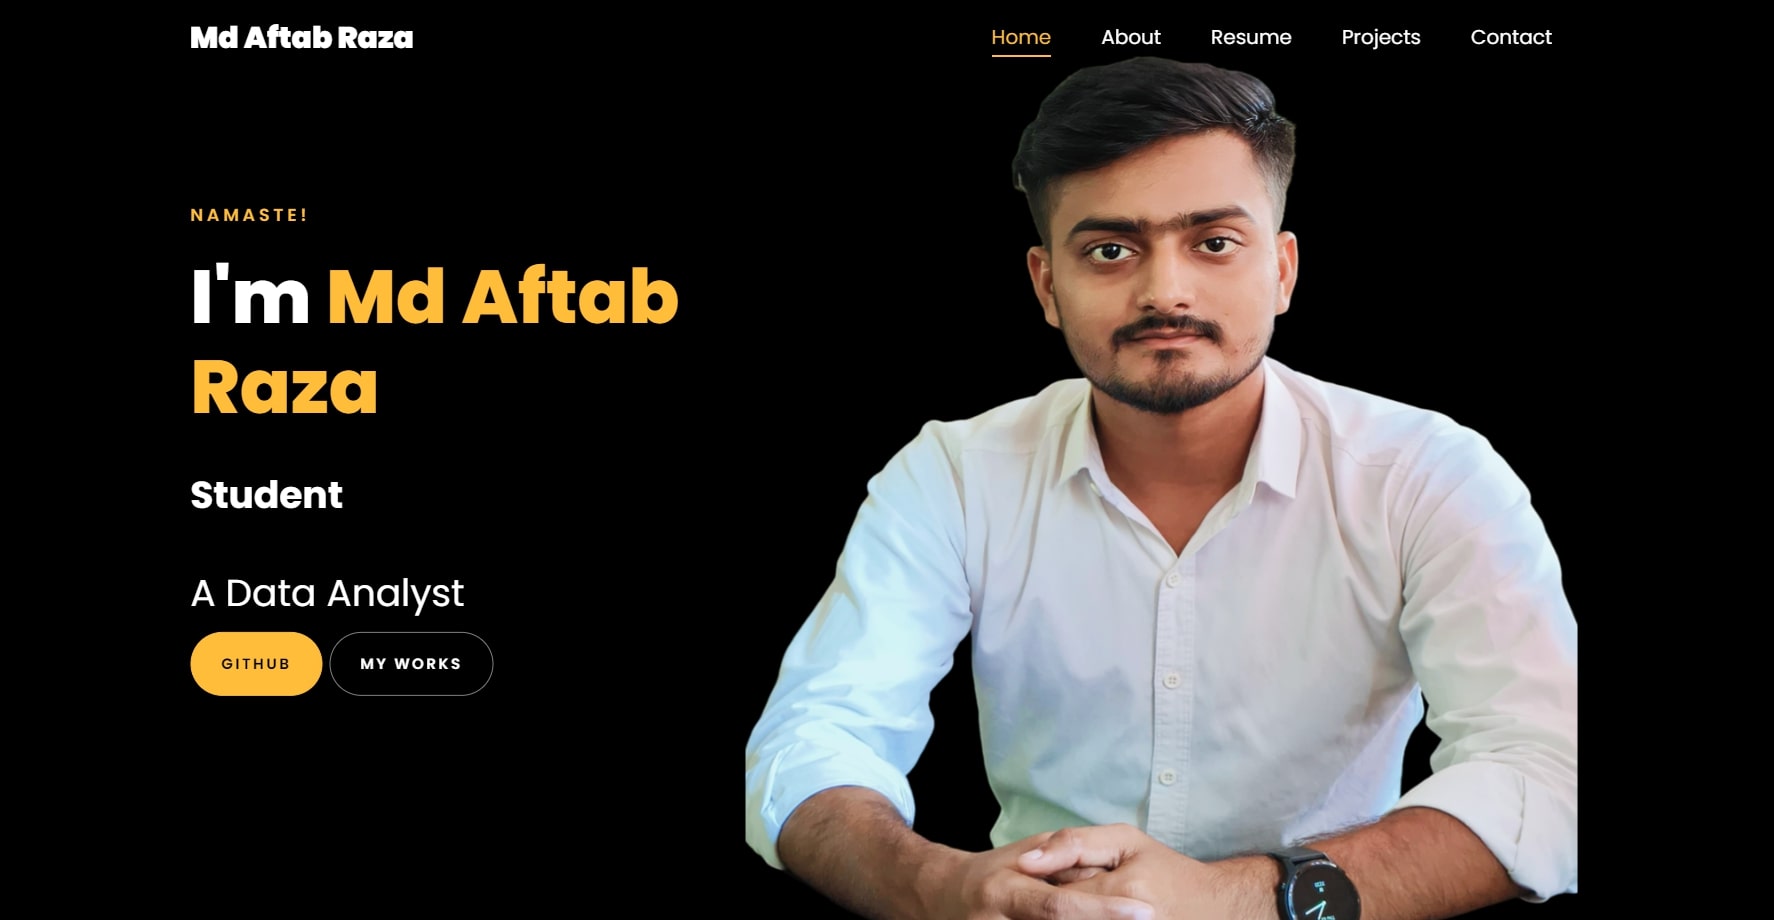 Md Aftab Raza
Home About Resume Projects Contact
NAMASTE!
I'm Md Aftab
Raza
Student
A Data Analyst
GITHUB MY WORKS